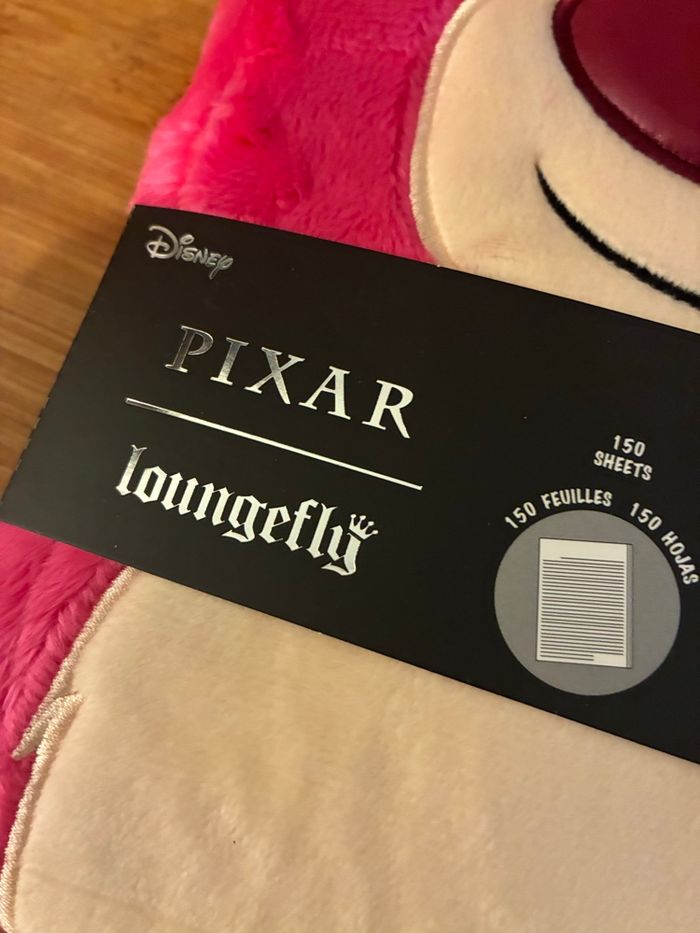 Disney
PIXAR
loungefly
150
SHEETS
150 FEUILLES
150 HOJAS